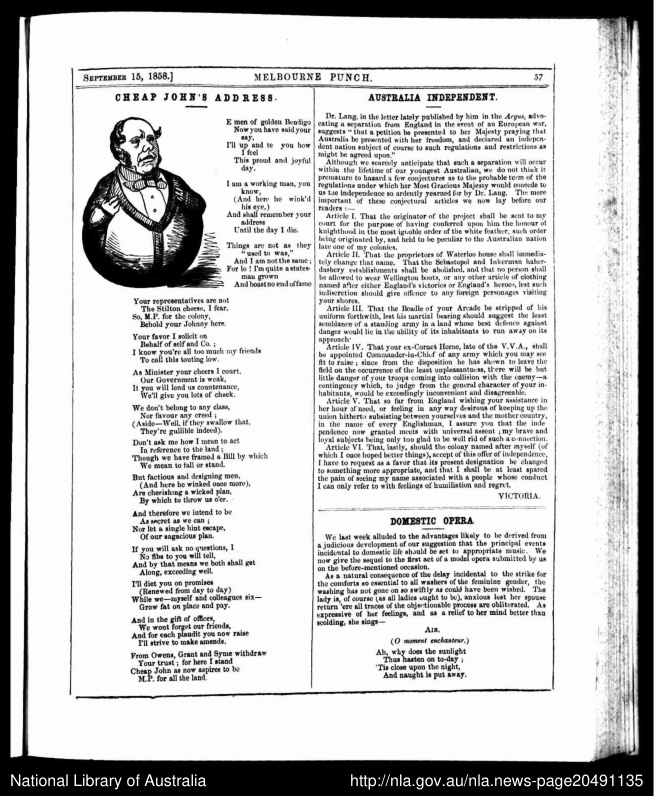 SEPTEMBER 15, 1858.]
MELBOURNE PUNCH.
57
CHEAP JOHN'S ADDRESS.
E men of golden Bendigo
Now you have said your
say,
I'll up and te you how
I feel
This proud and joyful
day.
I am a working man, you
know,
(And here he wink'd
his eye,)
And shall remember your
address
Until the day I die.
Things are not as they
"used to was,"
And I am not the same;
For lo! I'm quite a states-
man grown
And boast no end of fame
Your representatives are not
The Stilton cheese, I fear,
So, M.P. for the colony,
Behold your Johnny here.
Your favor I solicit on
Behalf of self and Co.;
I know you're all too much my friends
To call this touting low.
As Minister your cheers I court,
Our Government is weak,
If you will lend us countenance,
We'll give you lots of cheek.
We don't belong to any class,
Nor favour any creed;
(Aside—Well, if they swallow that,
They're gullible indeed).
Don't ask me how I mean to act
In reference to the land;
Though we have framed a Bill by which
We mean to fall or stand.
But factious and designing men,
(And here he winked once more),
Are cherishing a wicked plan,
By which to throw us o'er.
And therefore we intend to be
As secret as we can;
Nor let a single hint escape,
Of our sagacious plan.
If you will ask no questions, I
No fibs to you will tell,
And by that means we both shall get
Along, exceeding well.
I'll diet you on promises
(Renewed from day to day)
While we—myself and colleagues six—
Grow fat on place and pay.
And in the gift of offices,
We wont forget our friends,
And for each plaudit you now raise
I'll strive to make amends.
From Owens, Grant and Syme withdraw
Your trust; for here I stand
Cheap John as now aspires to be
M.P. for all the land.
AUSTRALIA INDEPENDENT.
Dr. Lang, in the letter lately published by him in the Argus, advo-
cating a separation from England in the event of an European war,
suggests "that a petition be presented to her Majesty praying that
Australia be presented with her freedom, and declared an indepen-
dent nation subject of course to such regulations and restrictions as
might be agreed upon."
Although we scarcely anticipate that such a separation will occur
within the lifetime of our youngest Australian, we do not think it
premature to hazard a few conjectures as to the probable term of the
regulations under which her Most Gracious Majesty would concede to
us the independence so ardently yearned for by Dr. Lang. The more
important of these conjectural articles we now lay before our
readers:—
Article I. That the originator of the project shall be sent to my
court for the purpose of having conferred upon him the honour of
knighthood in the most ignoble order of the white feather, such order
being originated by, and held to be peculiar to the Australian nation
late one of my colonies.
Article II. That the proprietors of Waterloo house shall immedia-
tely change that name. That the Sebastopol and Inkerman haber-
dashery establishments shall be abolished, and that no person shall
be allowed to wear Wellington boots, or any other article of clothing
named after either England's victories or England's heroes, lest such
indiscretion should give offence to any foreign personages visiting
your shores.
Article III. That the Beadle of your Arcade be stripped of his
uniform forthwith, lest his martial bearing should suggest the least
semblance of a standing army in a land whose best defence against
danger would lie in the ability of its inhabitants to run away on its
approach
Article IV. That your ex-Cornet Horne, late of the V.V.A., shall
be appointed Commander-in-Chief of any army which you may see
fit to raise; since from the disposition he has shown to leave the
field on the occurrence of the least unpleasantness, there will be but
little danger of your troops coming into collision with the enemy—a
contingency which, to judge from the general character of your in-
habitants, would be exceedingly inconvenient and disagreeable.
Article V. That so far from England wishing your assistance in
her hour of need, or feeling in any way desirous of keeping up the
union hitherto subsisting between yourselves and the mother country,
in the name of every Englishman, I assure you that the inde-
pendence now granted meets with universal assent; my brave and
loyal subjects being only too glad to be well rid of such a connection.
Article VI. That, lastly, should the colony named after myself (of
which I once hoped better things), accept of this offer of independence,
I have to request as a favor that its present designation be changed
to something more appropriate, and that I shall be at least spared
the pain of seeing my name associated with a people whose conduct
I can only refer to with feelings of humiliation and regret.
VICTORIA.
DOMESTIC OPERA.
We last week alluded to the advantages likely to be derived from
a judicious development of our suggestion that the principal events
incidental to domestic life should be set to appropriate music. We
now give the sequel to the first act of a model opera submitted by us
on the before-mentioned occasion.
As a natural consequence of the delay incidental to the strike for
the comforts so essential to all washers of the feminine gender, the
washing has not gone on so swiftly as could have been wished. The
lady is, of course (as all ladies ought to be), anxious lest her spouse
return 'ere all traces of the objectionable process are obliterated. As
expressive of her feelings, and as a relief to her mind better than
scolding, she sings—
AIR.
(O moment enchanteur.)
Ah, why does the sunlight
Thus hasten on to-day;
'Tis close upon the night,
And naught is put away.
National Library of Australia
http://nla.gov.au/nla.news-page20491135